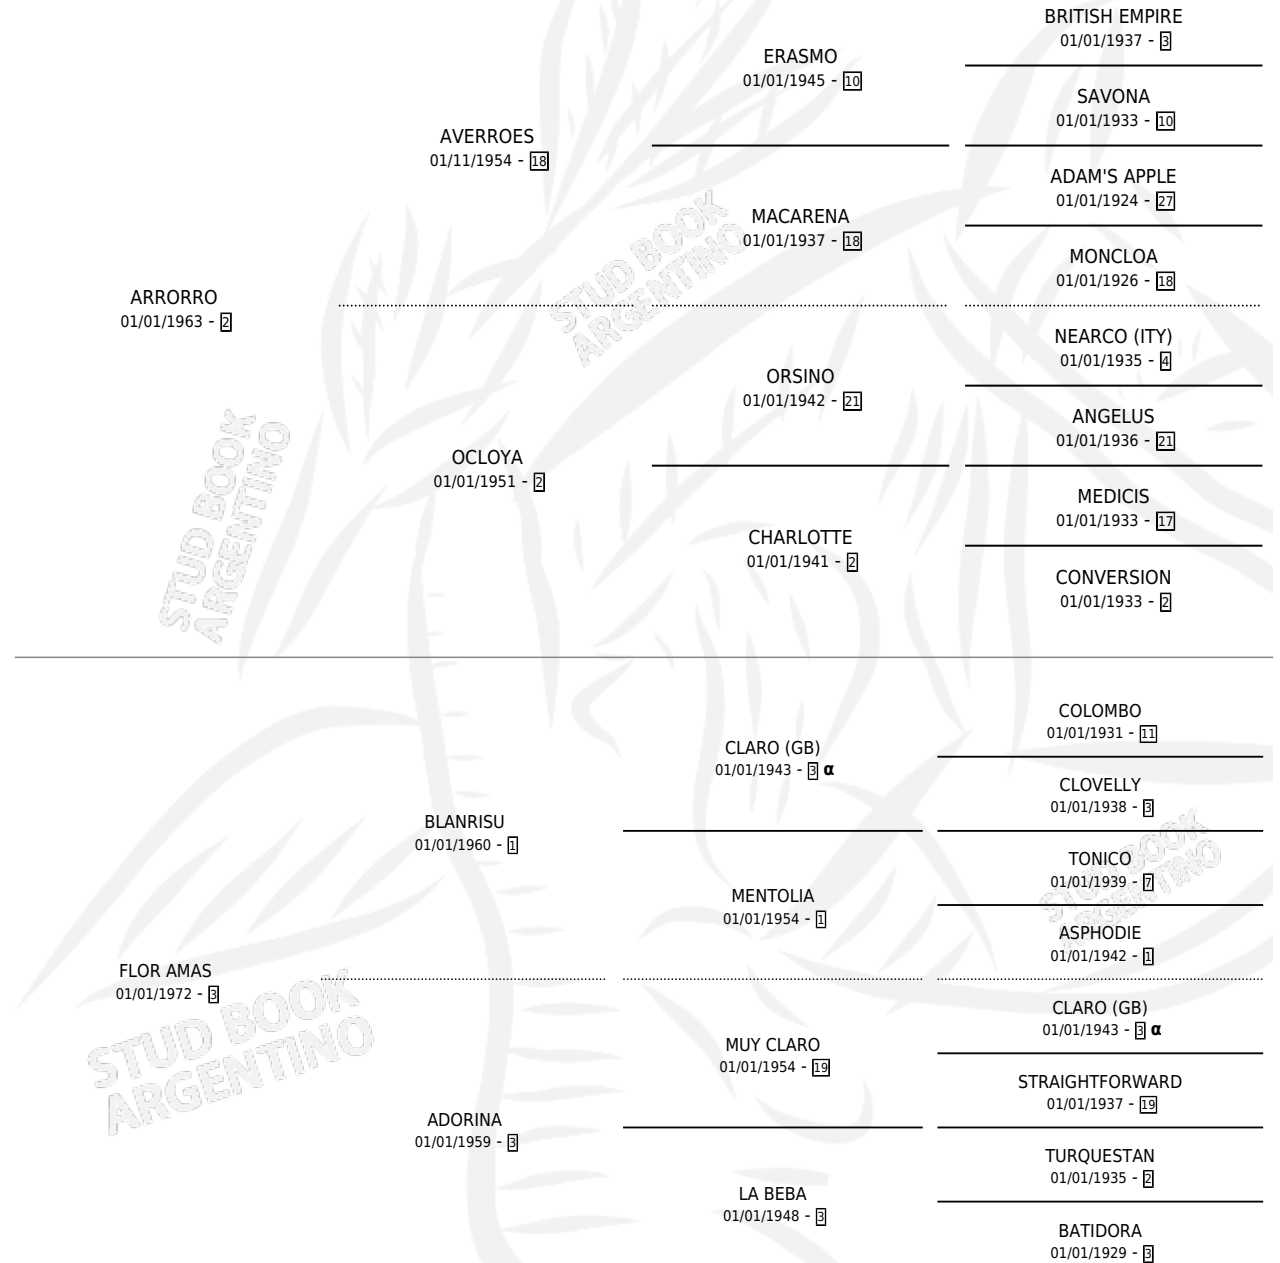 BRITISH EMPIRE
01/01/1937 - 3
ERASMO
01/01/1945 - 10
SAVONA
01/01/1933 - 10
AVERROES
01/11/1954 - 18
ADAM'S APPLE
01/01/1924 - 27
MACARENA
01/01/1937 - 18
MONCLOA
01/01/1926 - 18
ARRORRO
01/01/1963 - 2
NEARCO (ITY)
01/01/1935 - 4
ORSINO
01/01/1942 - 21
ANGELUS
01/01/1936 - 21
OCLOYA
01/01/1951 - 2
MEDICIS
01/01/1933 - 17
CHARLOTTE
01/01/1941 - 2
CONVERSION
01/01/1933 - 2
COLOMBO
01/01/1931 - 11
CLARO (GB)
01/01/1943 - 3 α
CLOVELLY
01/01/1938 - 3
BLANRISU
01/01/1960 - 1
TONICO
01/01/1939 - 7
MENTOLIA
01/01/1954 - 1
ASPHODIE
01/01/1942 - 1
FLOR AMAS
01/01/1972 - 3
CLARO (GB)
01/01/1943 - 3 α
MUY CLARO
01/01/1954 - 19
STRAIGHTFORWARD
01/01/1937 - 19
ADORINA
01/01/1959 - 3
TURQUESTAN
01/01/1935 - 2
LA BEBA
01/01/1948 - 3
BATIDORA
01/01/1929 - 3
STUD BOOK
ARGENTINO
STUD BOOK
ARGENTINO
STUD BOOK
ARGENTINO
STUD BOOK
ARGENTINO